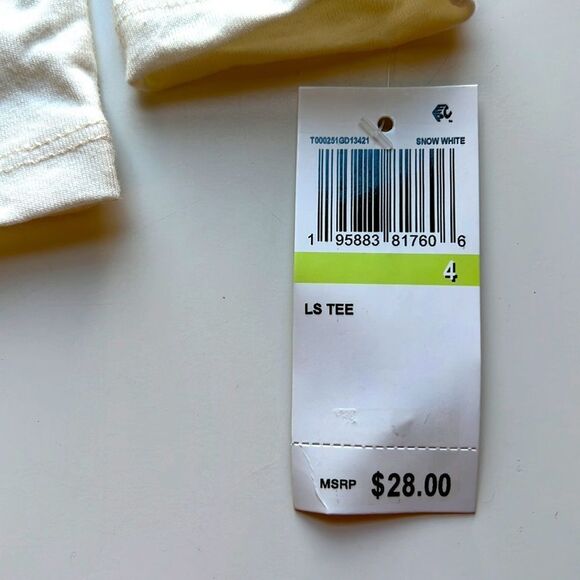 T000251GD13421 SNOW WHITE
1 95883 81760 6
4
LS TEE
MSRP $28.00